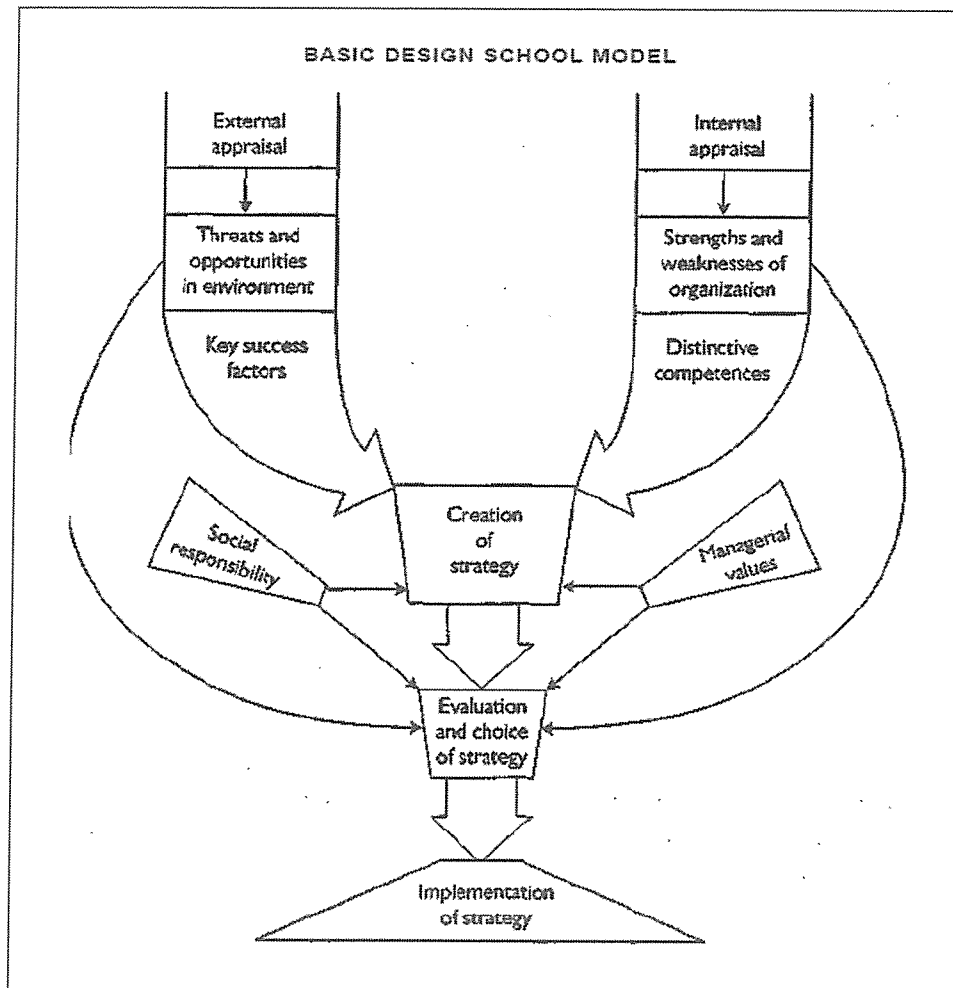 BASIC DESIGN SCHOOL MODEL
External
appraisal
Internal
appraisal
Threats and
opportunities
in environment
Strengths and
weaknesses of
organization
Key success
factors
Distinctive
competences
Creation
of
strategy
Social
responsibility
Managerial
values
Evaluation
and choice
of strategy
Implementation
of strategy